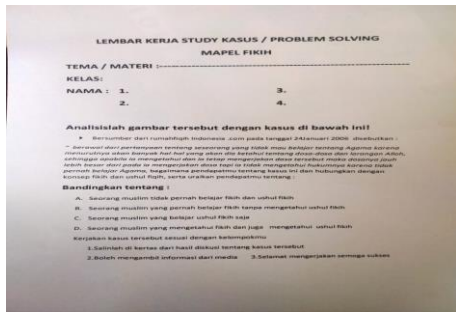 LEMBAR KERJA STUDY KASUS / PROBLEM SOLVING
MAPEL FIKIH
TEMA / MATERI :--------------------------------------------------
KELAS:
NAMA : 1. 3.
2. 4.
Analisislah gambar tersebut dengan kasus di bawah ini!
Bersumber dari rumahfiqih Indonesia .com pada tanggal 24Januari 2006 disebutkan :
" Berawal dari pertanyaan tentang seseorang yang tidak mau belajar tentang Agama karena
menurutnya akan banyak hal-hal yang akan dia ketahui tentang dosa-dosa dan larangan Allah,
sehingga apabila ia mengetahui dan ia tetap mengerjakan dosa tersebut maka dosanya jauh
lebih besar dari pada ia mengerjakan dosa tapi ia tidak mengetahui hukumnya karena tidak
pernah belajar Agama, bagaimana pendapatmu tentang kasus ini dan hubungkan dengan
konsep fikih dan ushul fiqih, serta uraikan pendapatmu tentang :
Bandingkan tentang :
A. Seorang muslim tidak pernah belajar fikih dan ushul fikih
B. Seorang muslim yang pernah belajar fikih tanpa mengetahui ushul fikih
C. Seorang muslim yang belajar ushul fikih saja
D. Seorang muslim yang mengetahui fikih dan juga mengetahui ushul fikih
Kerjakan kasus tersebut sesuai dengan kelompokmu
1.Salinlah di kertas dari hasil diskusi tentang kasus tersebut
2.Boleh mengambil informasi dari media 3.Selamat mengerjakan semoga sukses